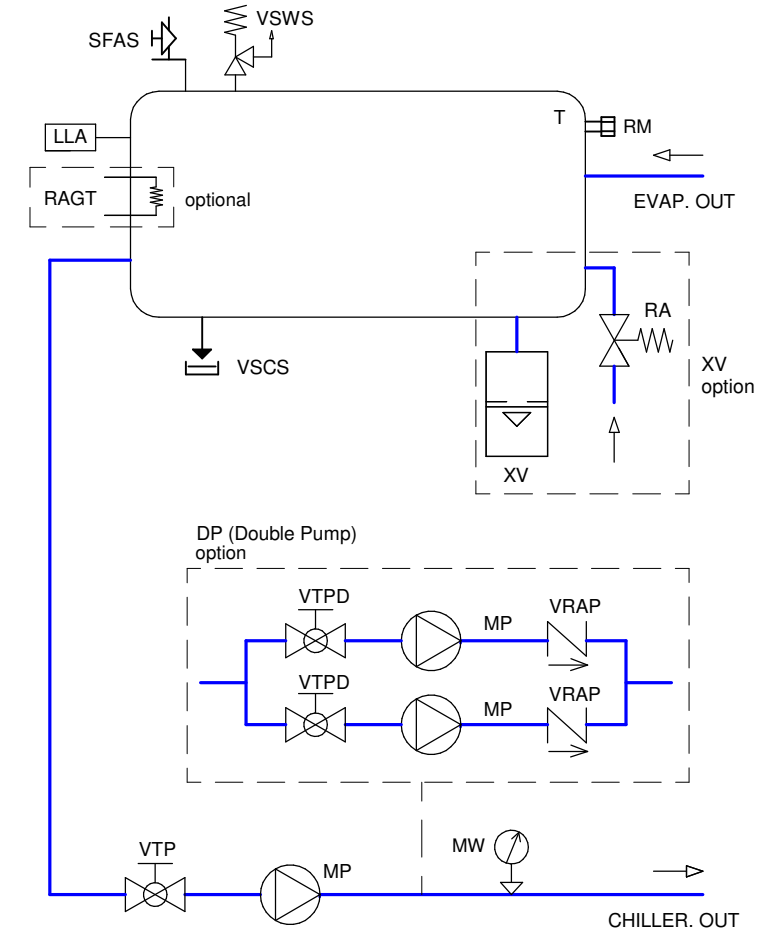 VSWS
SFAS
T
RM
LLA
RAGT
optional
EVAP. OUT
RA
XV
option
VSCS
XV
DP (Double Pump)
option
VTPD
MP
VRAP
VTPD
MP
VRAP
VTP
MP
MW
CHILLER. OUT